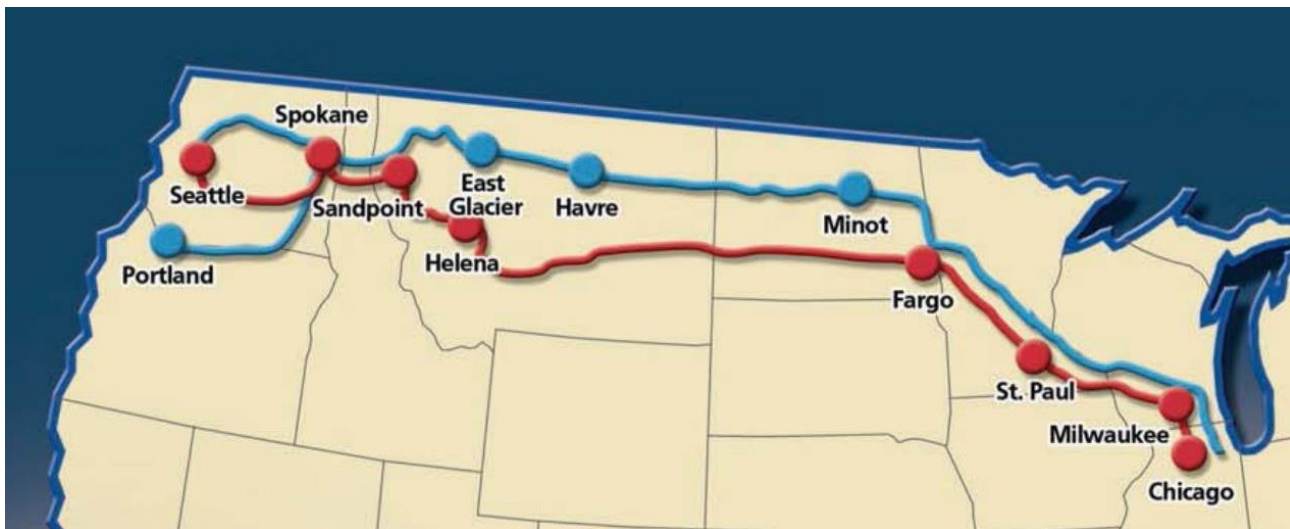 Spokane
Seattle
Sandpoint
East
Glacier
Havre
Minot
Portland
Helena
Fargo
St. Paul
Milwaukee
Chicago